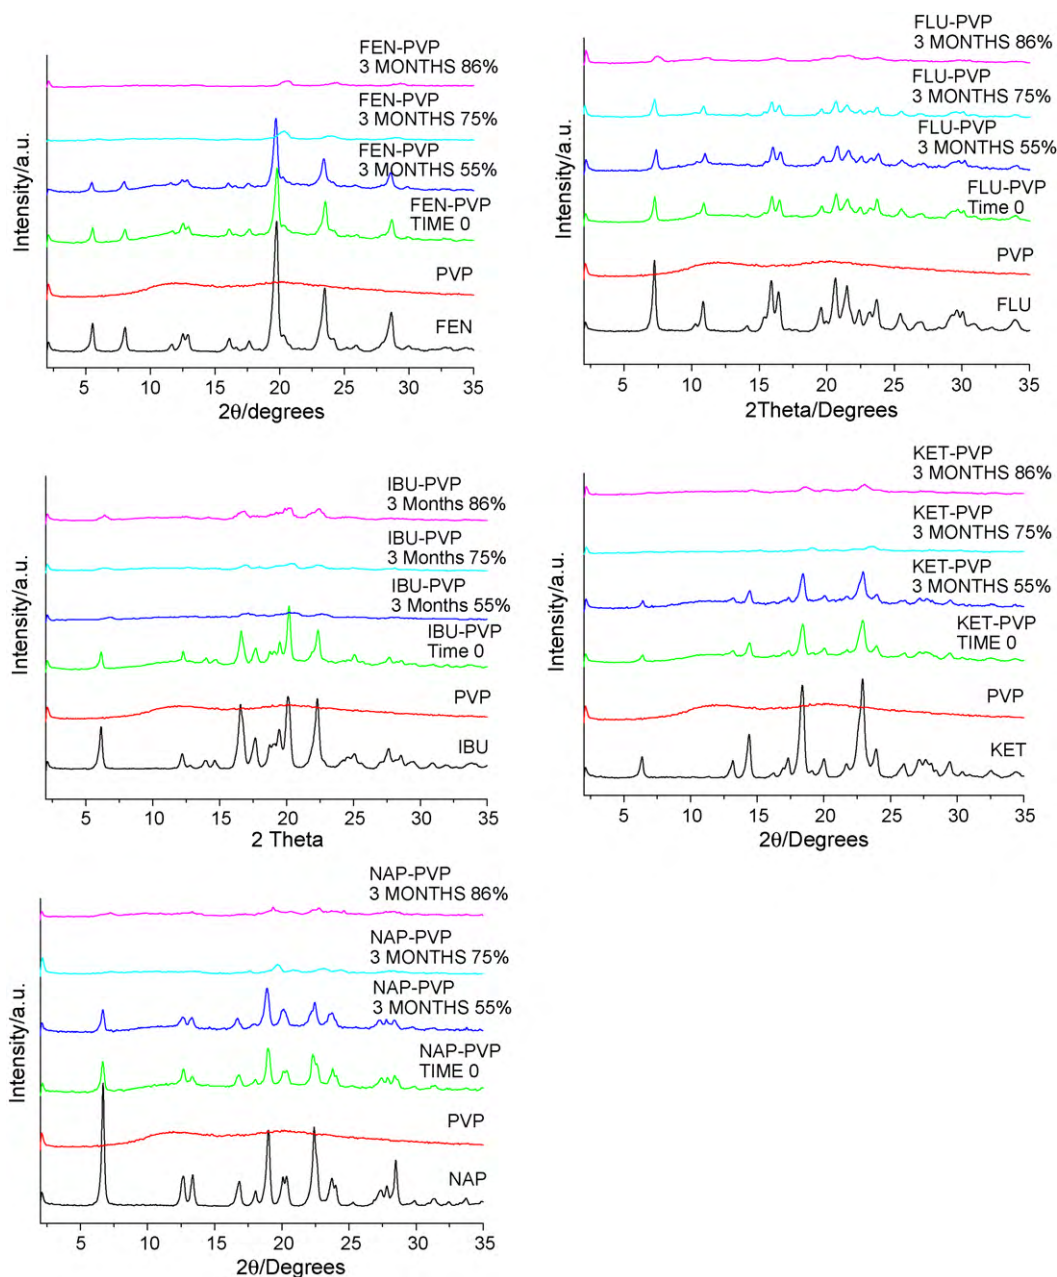 FEN-PVP
3 MONTHS 86%
FEN-PVP
3 MONTHS 75%
FEN-PVP
3 MONTHS 55%
FEN-PVP
TIME 0
PVP
FEN
Intensity/a.u.
5 10 15 20 25 30 35
2θ/degrees
FLU-PVP
3 MONTHS 86%
FLU-PVP
3 MONTHS 75%
FLU-PVP
3 MONTHS 55%
FLU-PVP
Time 0
PVP
FLU
Intensity/a.u.
5 10 15 20 25 30 35
2Theta/Degrees
IBU-PVP
3 Months 86%
IBU-PVP
3 Months 75%
IBU-PVP
3 Months 55%
IBU-PVP
Time 0
PVP
IBU
Intensity/a.u.
5 10 15 20 25 30 35
2 Theta
KET-PVP
3 MONTHS 86%
KET-PVP
3 MONTHS 75%
KET-PVP
3 MONTHS 55%
KET-PVP
TIME 0
PVP
KET
Intensity/a.u.
5 10 15 20 25 30 35
2θ/Degrees
NAP-PVP
3 MONTHS 86%
NAP-PVP
3 MONTHS 75%
NAP-PVP
3 MONTHS 55%
NAP-PVP
TIME 0
PVP
NAP
Intensity/a.u.
5 10 15 20 25 30 35
2θ/Degrees